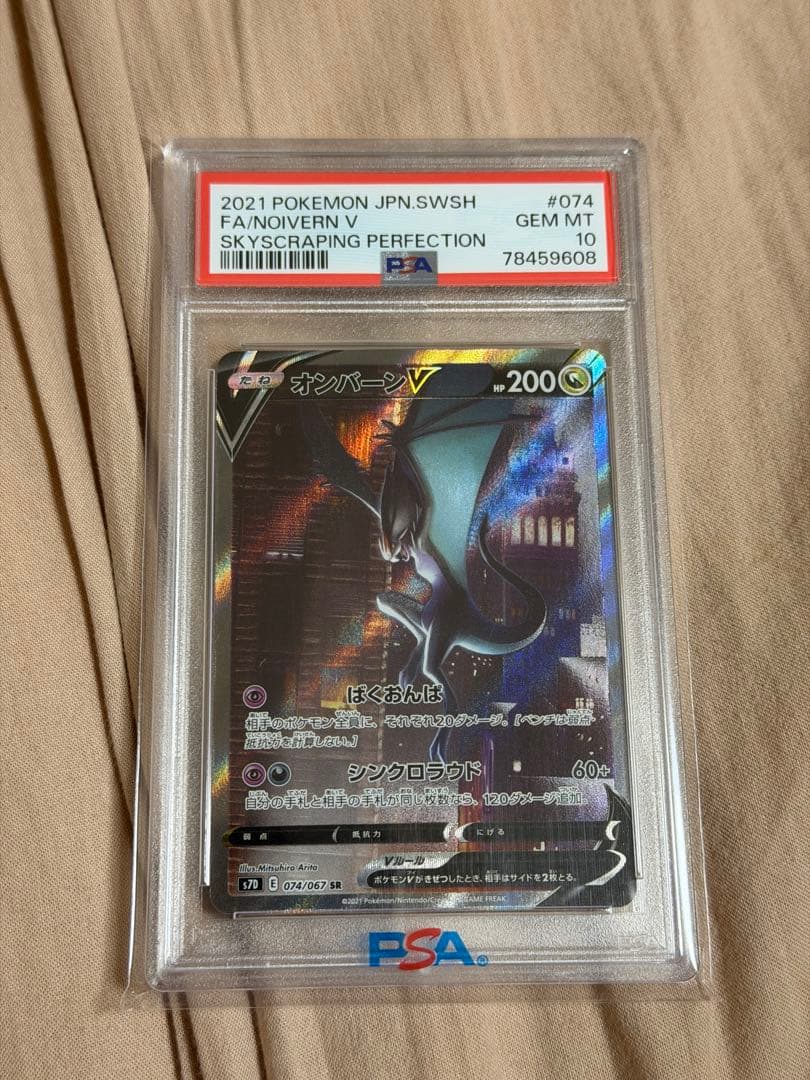 2021 POKEMON JPN.SWSH #074
FA/NOIVERN V GEM MT
SKYSCRAPING PERFECTION 10
78459608
PSA
たね オンバーンV HP 200
ばくおんぱ
相手のポケモン全員に、それぞれ20ダメージ。[ベンチは弱点・
抵抗力を計算しない。]
シンクロラウド 60+
自分の手札と相手の手札が同じ枚数なら、120ダメージ追加。
弱点 抵抗力 にげる
Illus.Mitsuhiro Arita
Vルール
ポケモンVがきぜつしたとき、相手はサイドを2枚とる。
s7D E 074/067 SR
©2021 Pokémon/Nintendo/ GAME FREAK
PSA®